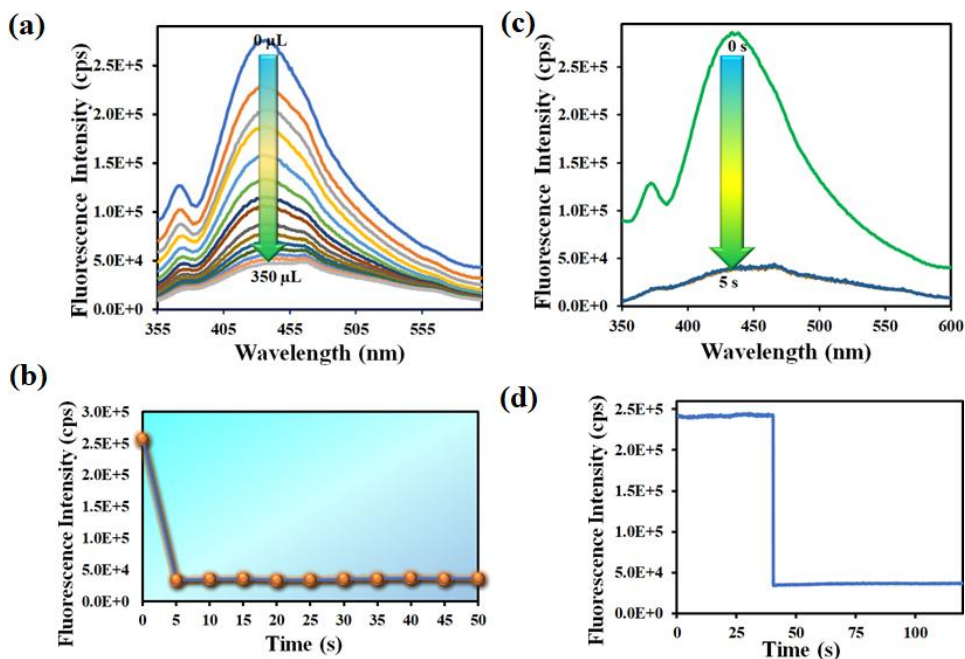 (a)
Fluorescence Intensity (cps)
2.5E+5
2.0E+5
1.5E+5
1.0E+5
5.0E+4
0.0E+0
0 µL
350 µL
355 405 455 505 555
Wavelength (nm)
(c)
Fluorescence Intensity (cps)
2.5E+5
2.0E+5
1.5E+5
1.0E+5
5.0E+4
0.0E+0
0 s
5 s
350 400 450 500 550 600
Wavelength (nm)
(b)
Fluorescence Intensity (cps)
3.0E+5
2.5E+5
2.0E+5
1.5E+5
1.0E+5
5.0E+4
0.0E+0
0 5 10 15 20 25 30 35 40 45 50
Time (s)
(d)
Fluorescence Intensity (cps)
2.5E+5
2.0E+5
1.5E+5
1.0E+5
5.0E+4
0.0E+0
0 25 50 75 100
Time (s)